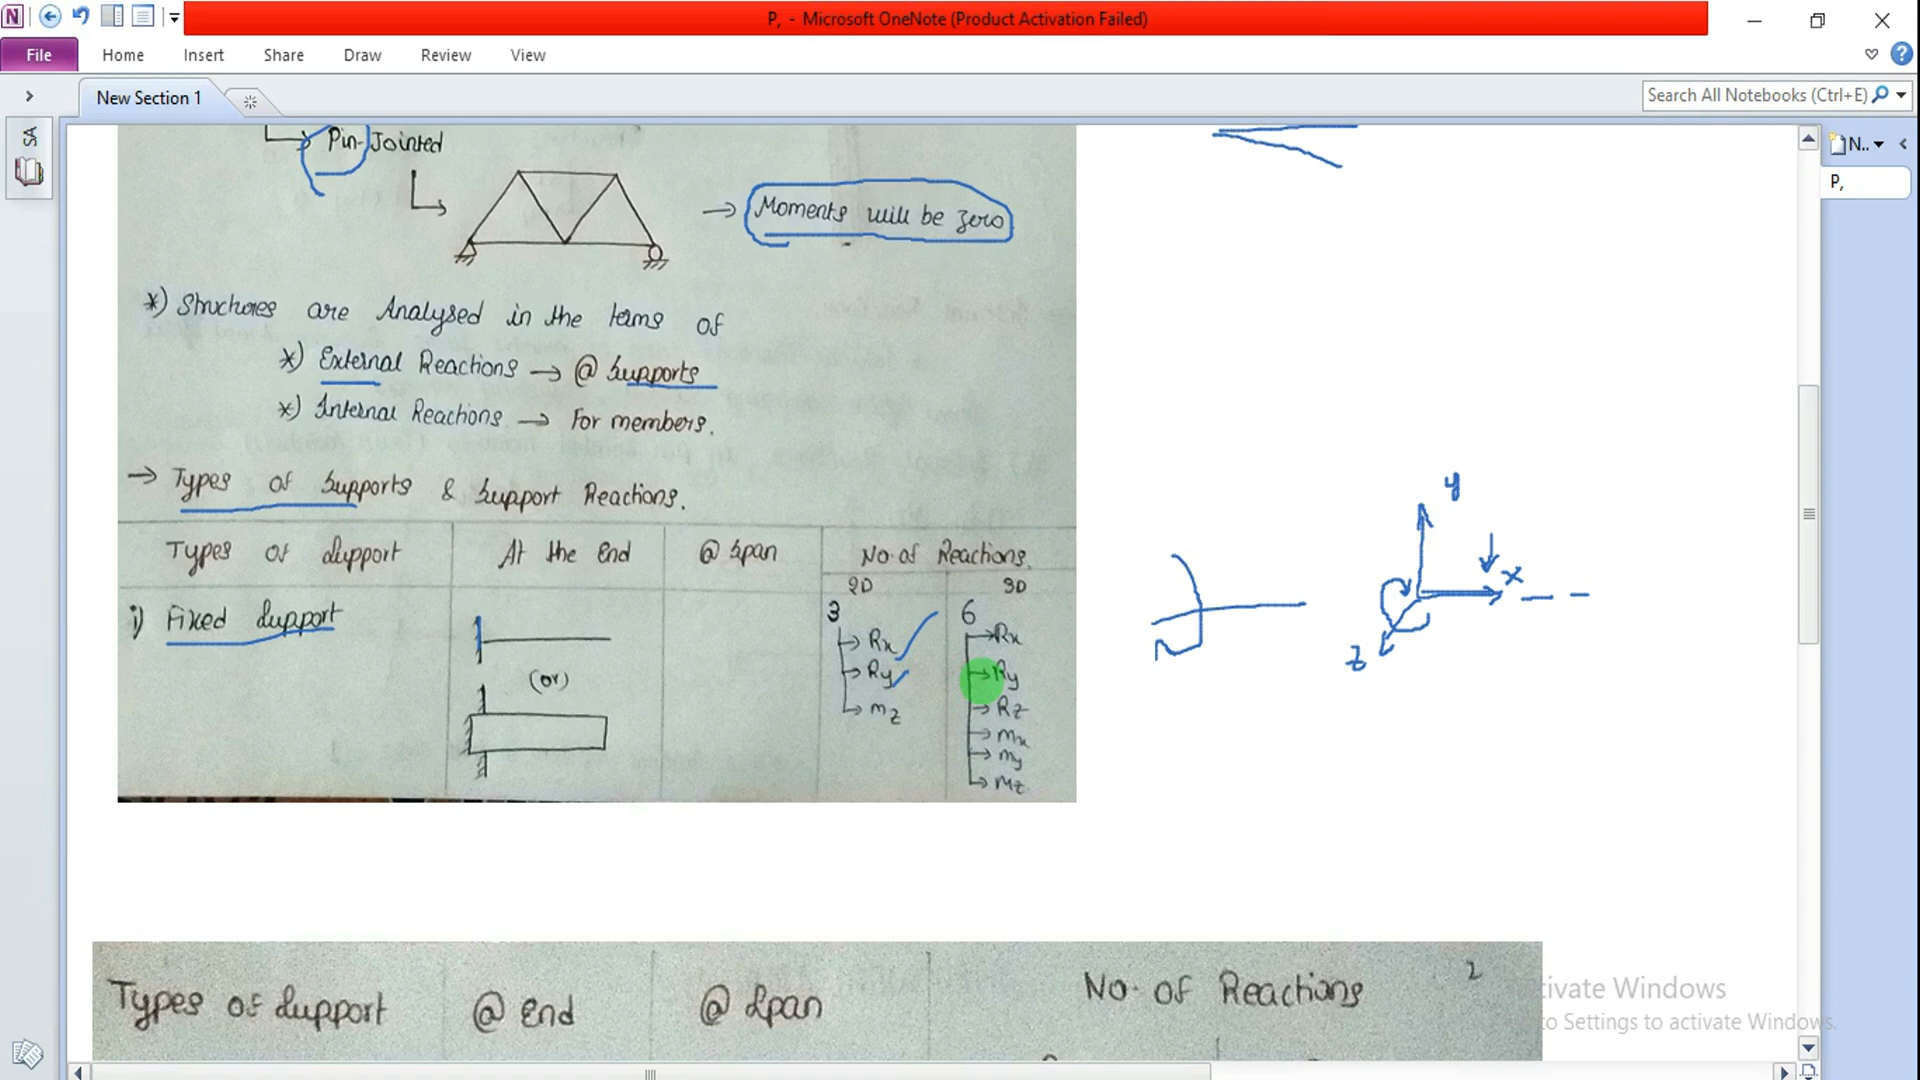 P, - Microsoft OneNote (Product Activation Failed)
File Home Insert Share Draw Review View
New Section 1
Search All Notebooks (Ctrl+E)
SA
N..
P,
Pin-Jointed
Moments will be zero
*) Structures are Analysed in the terms of
*) External Reactions → @ Supports
*) Internal Reactions → For members.
→ Types of Supports & Support Reactions.
Types of Support At the End @ Span No. of Reactions.
2D 3D
i) Fixed Support
(or)
3
Rx
Ry
Mz
6
Rx
Ry
Rz
Mx
My
Mz
y
x
z
Types of Support @ End @ Span No. of Reactions 2
tivate Windows
to Settings to activate Windows.